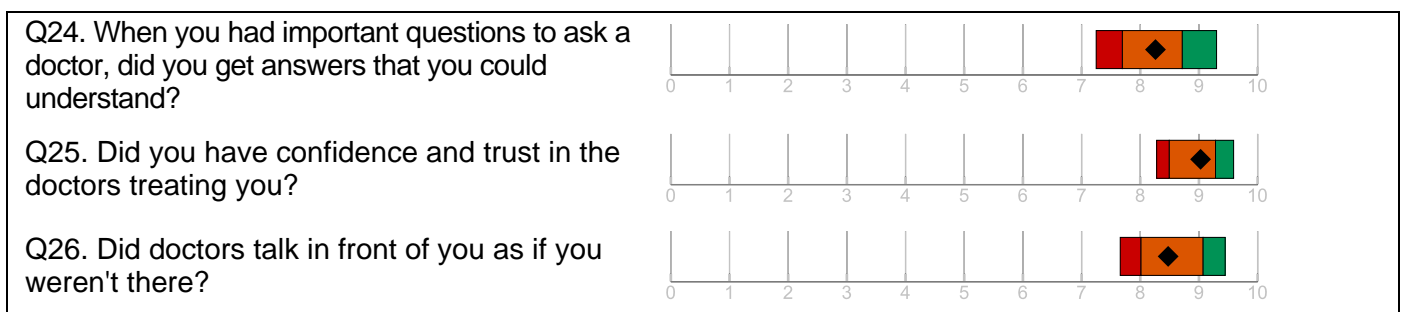 Q24. When you had important questions to ask a
doctor, did you get answers that you could
understand?
0 1 2 3 4 5 6 7 8 9 10
Q25. Did you have confidence and trust in the
doctors treating you?
0 1 2 3 4 5 6 7 8 9 10
Q26. Did doctors talk in front of you as if you
weren't there?
0 1 2 3 4 5 6 7 8 9 10